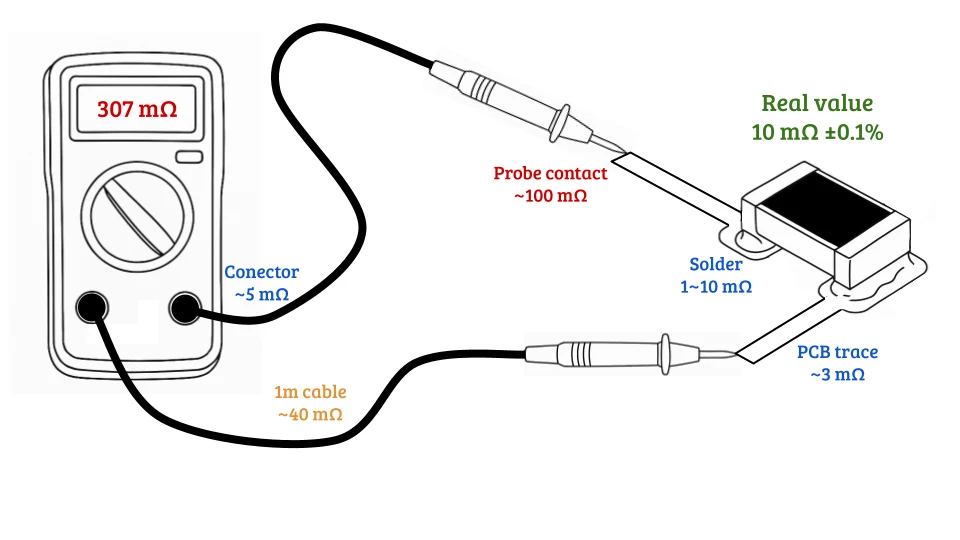 307 mΩ
Real value
10 mΩ ±0.1%
Probe contact
~100 mΩ
Solder
1~10 mΩ
Conector
~5 mΩ
PCB trace
~3 mΩ
1m cable
~40 mΩ